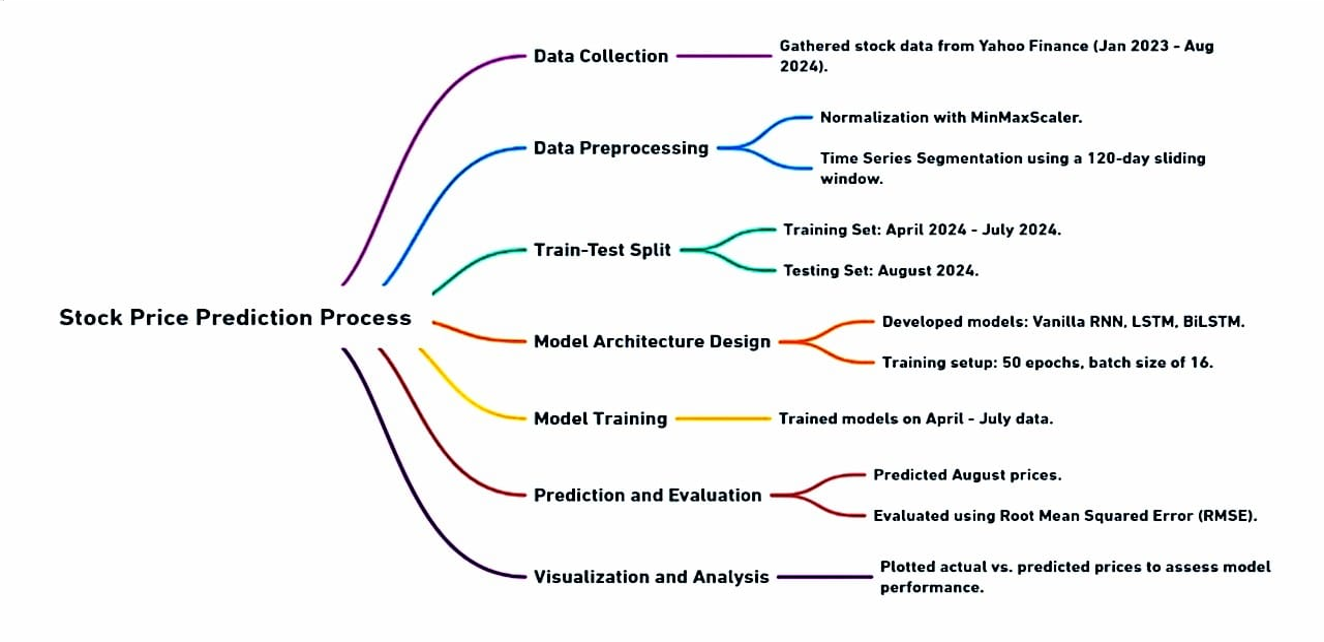 Data Collection
Gathered stock data from Yahoo Finance (Jan 2023 - Aug
2024).
Data Preprocessing
Normalization with MinMaxScaler.
Time Series Segmentation using a 120-day sliding
window.
Train-Test Split
Training Set: April 2024 - July 2024.
Testing Set: August 2024.
Stock Price Prediction Process
Model Architecture Design
Developed models: Vanilla RNN, LSTM, BiLSTM.
Training setup: 50 epochs, batch size of 16.
Model Training
Trained models on April - July data.
Prediction and Evaluation
Predicted August prices.
Evaluated using Root Mean Squared Error (RMSE).
Visualization and Analysis
Plotted actual vs. predicted prices to assess model
performance.